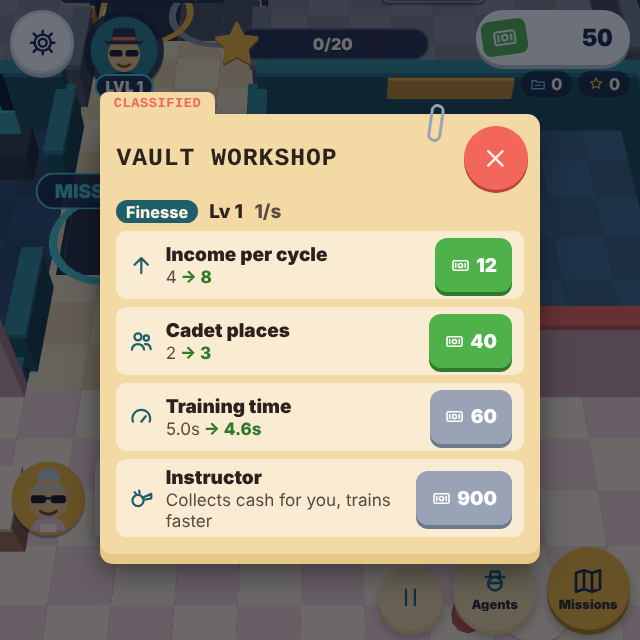 0/20
50
LVL 1
0
0
CLASSIFIED
VAULT WORKSHOP
MISS
Finesse Lv 1 1/s
Income per cycle
4 → 8
12
Cadet places
2 → 3
40
Training time
5.0s → 4.6s
60
Instructor
Collects cash for you, trains
faster
900
Agents
Missions